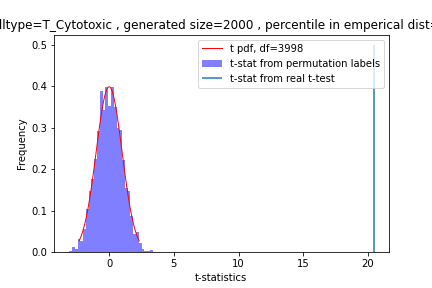 lltype=T_Cytotoxic , generated size=2000 , percentile in emperical dist=
t pdf, df=3998
t-stat from permutation labels
t-stat from real t-test
Frequency
0.5
0.4
0.3
0.2
0.1
0.0
0
5
10
15
20
t-statistics